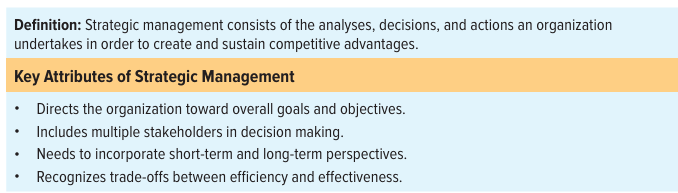 Definition: Strategic management consists of the analyses, decisions, and actions an organization
undertakes in order to create and sustain competitive advantages.
Key Attributes of Strategic Management
• Directs the organization toward overall goals and objectives.
• Includes multiple stakeholders in decision making.
• Needs to incorporate short-term and long-term perspectives.
• Recognizes trade-offs between efficiency and effectiveness.